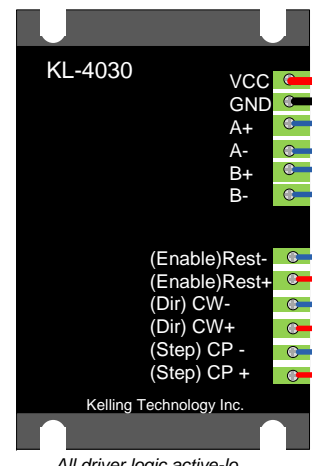 KL-4030
VCC
GND
A+
A-
B+
B-
(Enable)Rest-
(Enable)Rest+
(Dir) CW-
(Dir) CW+
(Step) CP -
(Step) CP +
Kelling Technology Inc.
All driver logic active-lo